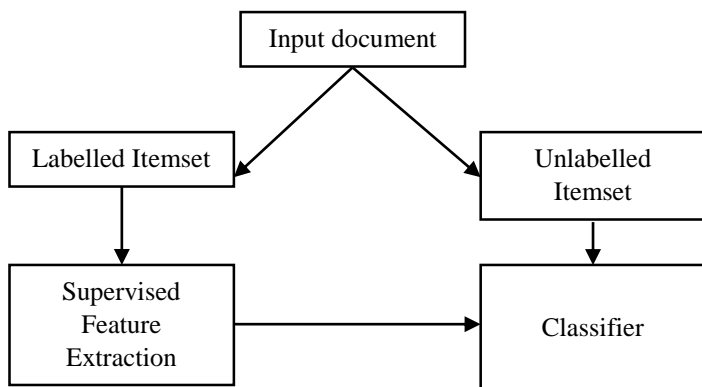 Input document
Labelled Itemset
Unlabelled
Itemset
Supervised
Feature
Extraction
Classifier